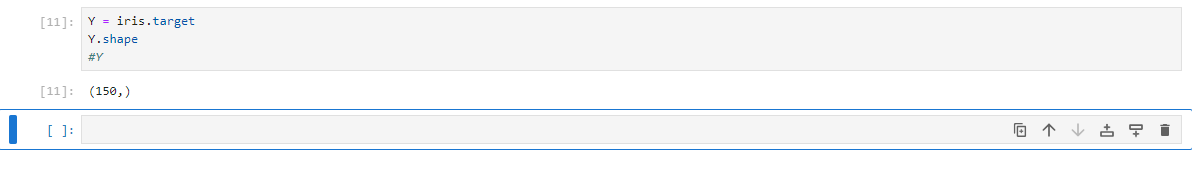 [11]: Y = iris.target
Y.shape
#Y
[11]: (150,)
[ ]: